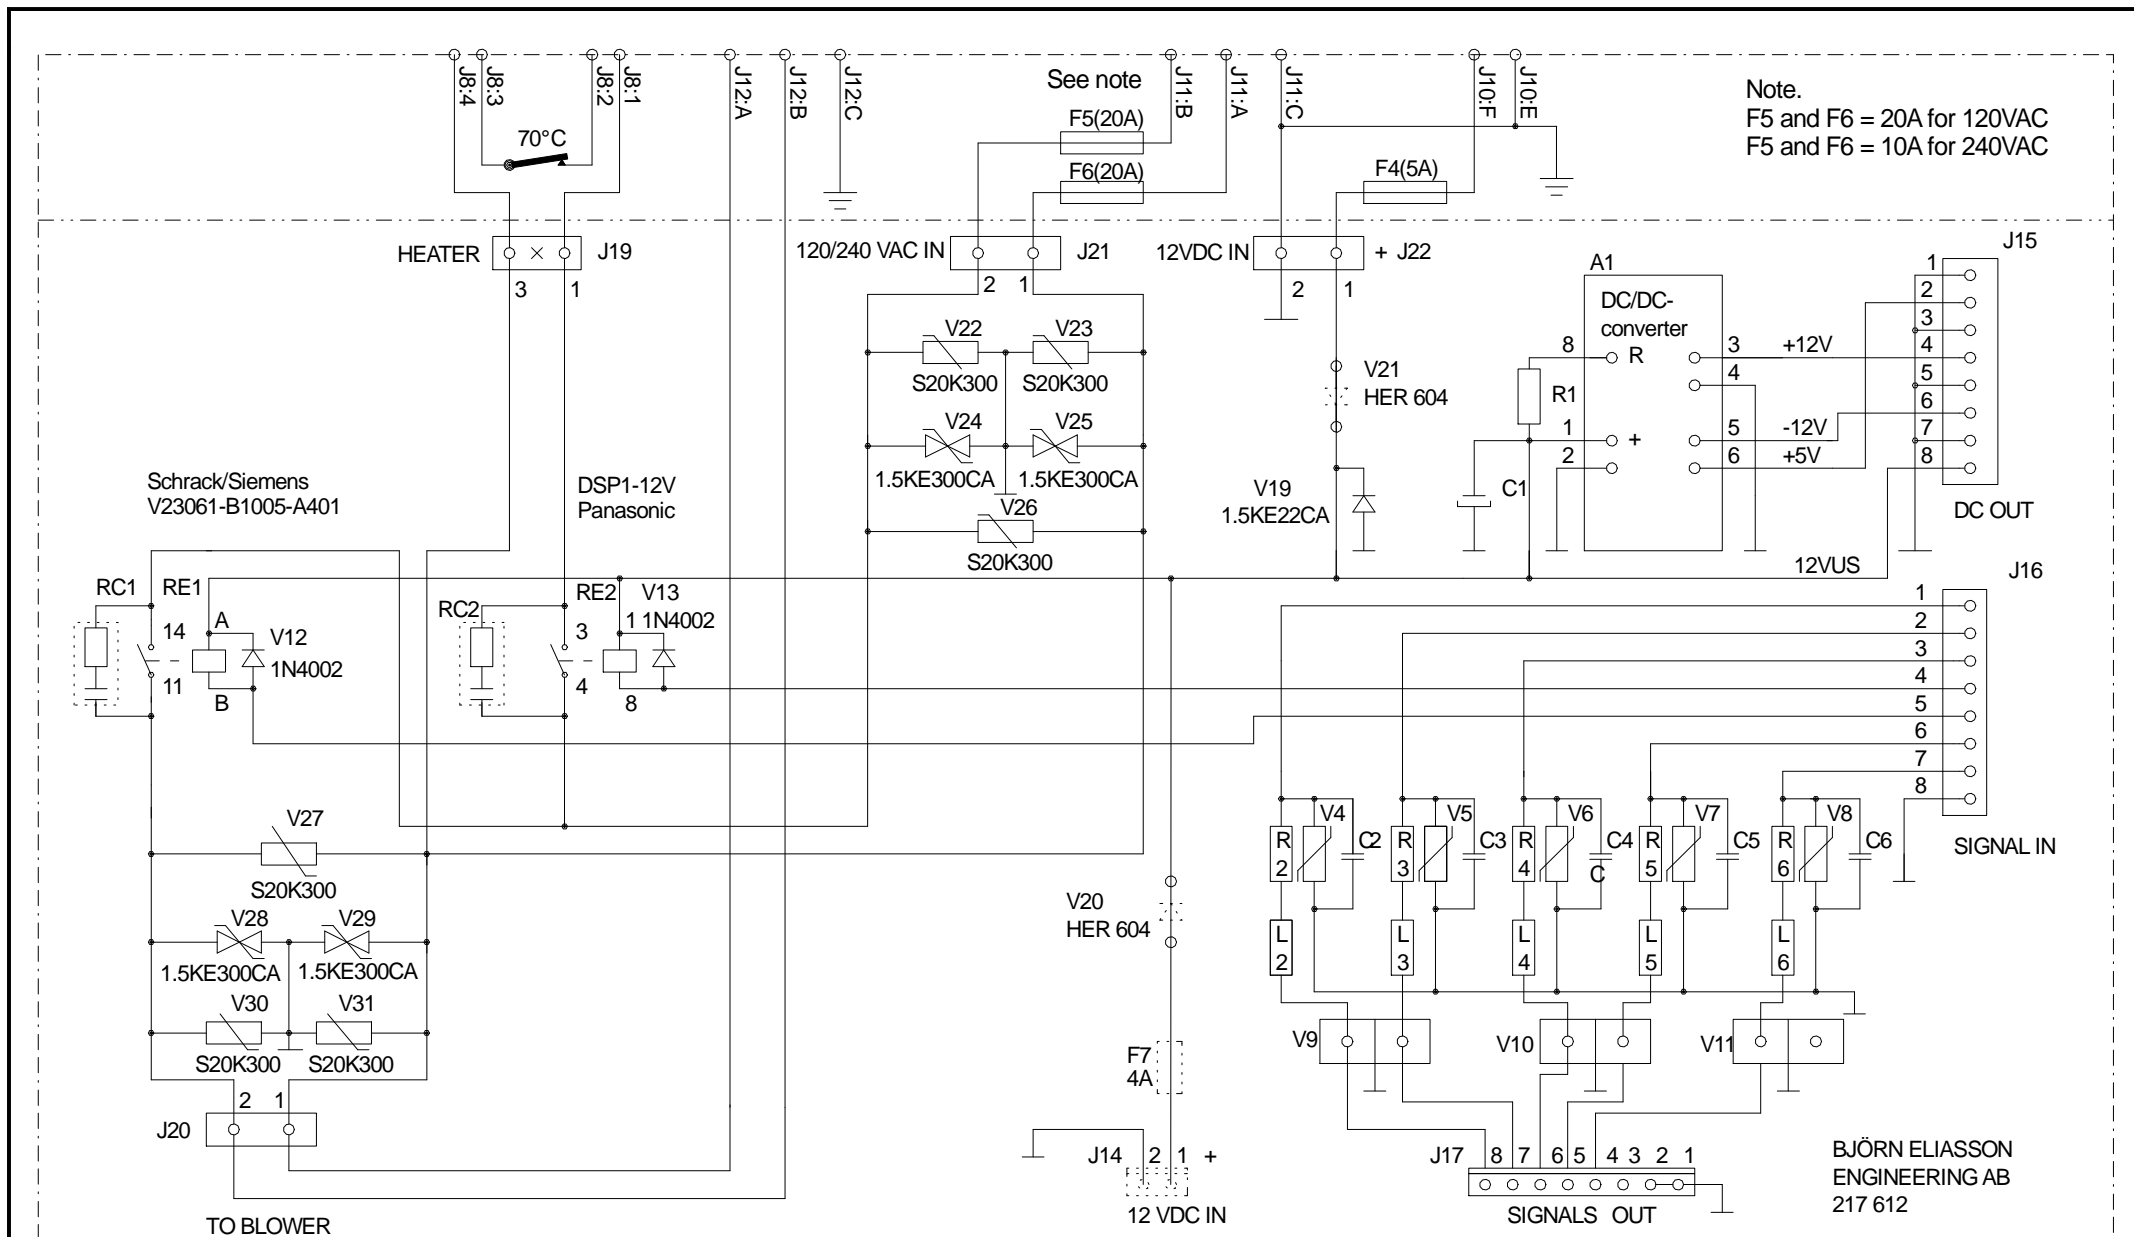 J8:4
J8:3
J8:2
J8:1
J12:A
J12:B
J12:C
J11:B
J11:A
J11:C
J10:F
J10:E
See note
Note.
F5 and F6 = 20A for 120VAC
F5 and F6 = 10A for 240VAC
70°C
F5(20A)
F6(20A)
F4(5A)
HEATER
J19
3
1
120/240 VAC IN
J21
2
1
12VDC IN
+ J22
2
1
A1
DC/DC-
converter
8
R
1
+
2
3
4
5
6
+12V
-12V
+5V
R1
C1
J15
1
2
3
4
5
6
7
8
DC OUT
V22
S20K300
V23
S20K300
V24
1.5KE300CA
V25
1.5KE300CA
V26
S20K300
V21
HER 604
V19
1.5KE22CA
12VUS
Schrack/Siemens
V23061-B1005-A401
DSP1-12V
Panasonic
RC1
RE1
14
11
A
B
V12
1N4002
RC2
RE2
3
4
1
8
V13
1N4002
J16
1
2
3
4
5
6
7
8
SIGNAL IN
V27
S20K300
V28
1.5KE300CA
V29
1.5KE300CA
V30
S20K300
V31
S20K300
V20
HER 604
F7
4A
R
2
V4
C2
R
3
V5
C3
R
4
V6
C4
C
R
5
V7
C5
R
6
V8
C6
L
2
L
3
L
4
L
5
L
6
V9
V10
V11
J20
2
1
TO BLOWER
J14
2
1
+
12 VDC IN
J17
8
7
6
5
4
3
2
1
SIGNALS OUT
BJÖRN ELIASSON
ENGINEERING AB
217 612